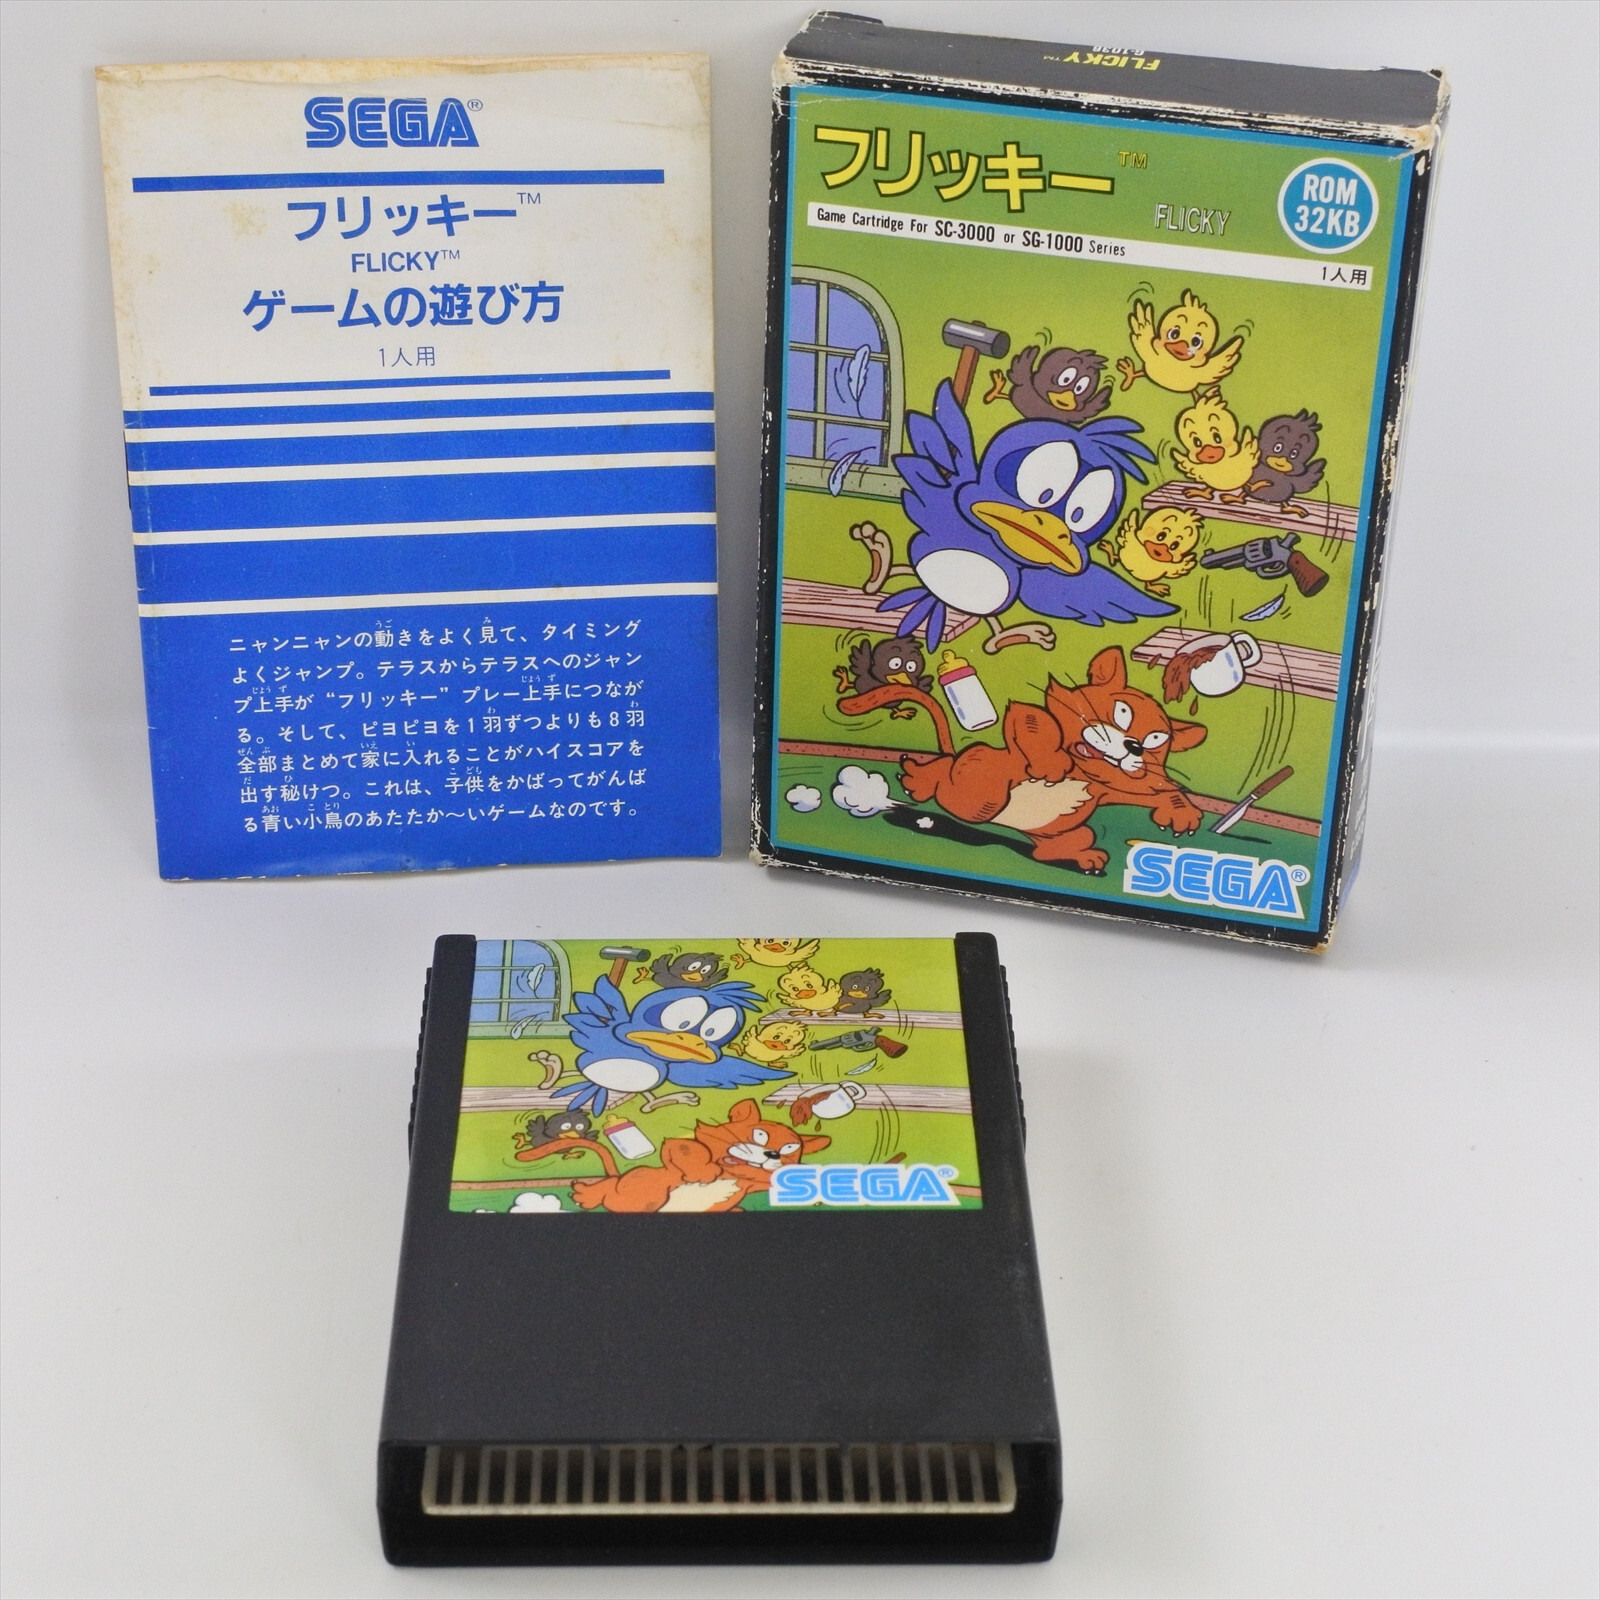 SEGA®
フリッキー™
FLICKY™
ゲームの遊び方
1人用
ニャンニャンの動きをよく見て、タイミング
よくジャンプ。テラスからテラスへのジャン
プ上手が“フリッキー”プレー上手につなが
る。そして、ピヨピヨを1羽ずつよりも8羽
全部まとめて家に入れることがハイスコアを
出す秘けつ。これは、子供をかばってがんば
る青い小鳥のあたたか〜いゲームなのです。
FLICKY™
G-1036
フリッキー™
FLICKY
ROM
32KB
Game Cartridge For SC-3000 or SG-1000 Series
1人用
SEGA®
SEGA®